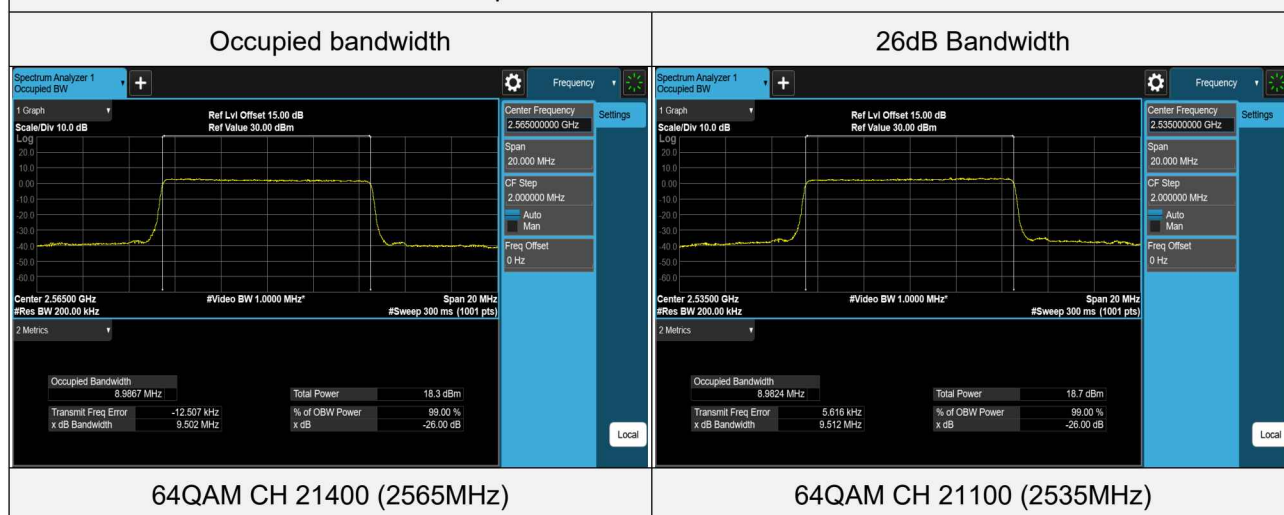 Occupied bandwidth
26dB Bandwidth
Spectrum Analyzer 1
Occupied BW
+
Frequency
1 Graph
Scale/Div 10.0 dB
Ref Lvl Offset 15.00 dB
Ref Value 30.00 dBm
Log
20.0
10.0
0.00
-10.0
-20.0
-30.0
-40.0
-50.0
-60.0
Center 2.56500 GHz
#Res BW 200.00 kHz
#Video BW 1.0000 MHz*
Span 20 MHz
#Sweep 300 ms (1001 pts)
Center Frequency
2.565000000 GHz
Span
20.000 MHz
CF Step
2.000000 MHz
Auto
Man
Freq Offset
0 Hz
Settings
Local
2 Metrics
Occupied Bandwidth
8.9867 MHz
Total Power 18.3 dBm
Transmit Freq Error -12.507 kHz
% of OBW Power 99.00 %
x dB Bandwidth 9.502 MHz
x dB -26.00 dB
Spectrum Analyzer 1
Occupied BW
+
Frequency
1 Graph
Scale/Div 10.0 dB
Ref Lvl Offset 15.00 dB
Ref Value 30.00 dBm
Log
20.0
10.0
0.00
-10.0
-20.0
-30.0
-40.0
-50.0
-60.0
Center 2.53500 GHz
#Res BW 200.00 kHz
#Video BW 1.0000 MHz*
Span 20 MHz
#Sweep 300 ms (1001 pts)
Center Frequency
2.535000000 GHz
Span
20.000 MHz
CF Step
2.000000 MHz
Auto
Man
Freq Offset
0 Hz
Settings
Local
2 Metrics
Occupied Bandwidth
8.9824 MHz
Total Power 18.7 dBm
Transmit Freq Error 5.616 kHz
% of OBW Power 99.00 %
x dB Bandwidth 9.512 MHz
x dB -26.00 dB
64QAM CH 21400 (2565MHz)
64QAM CH 21100 (2535MHz)